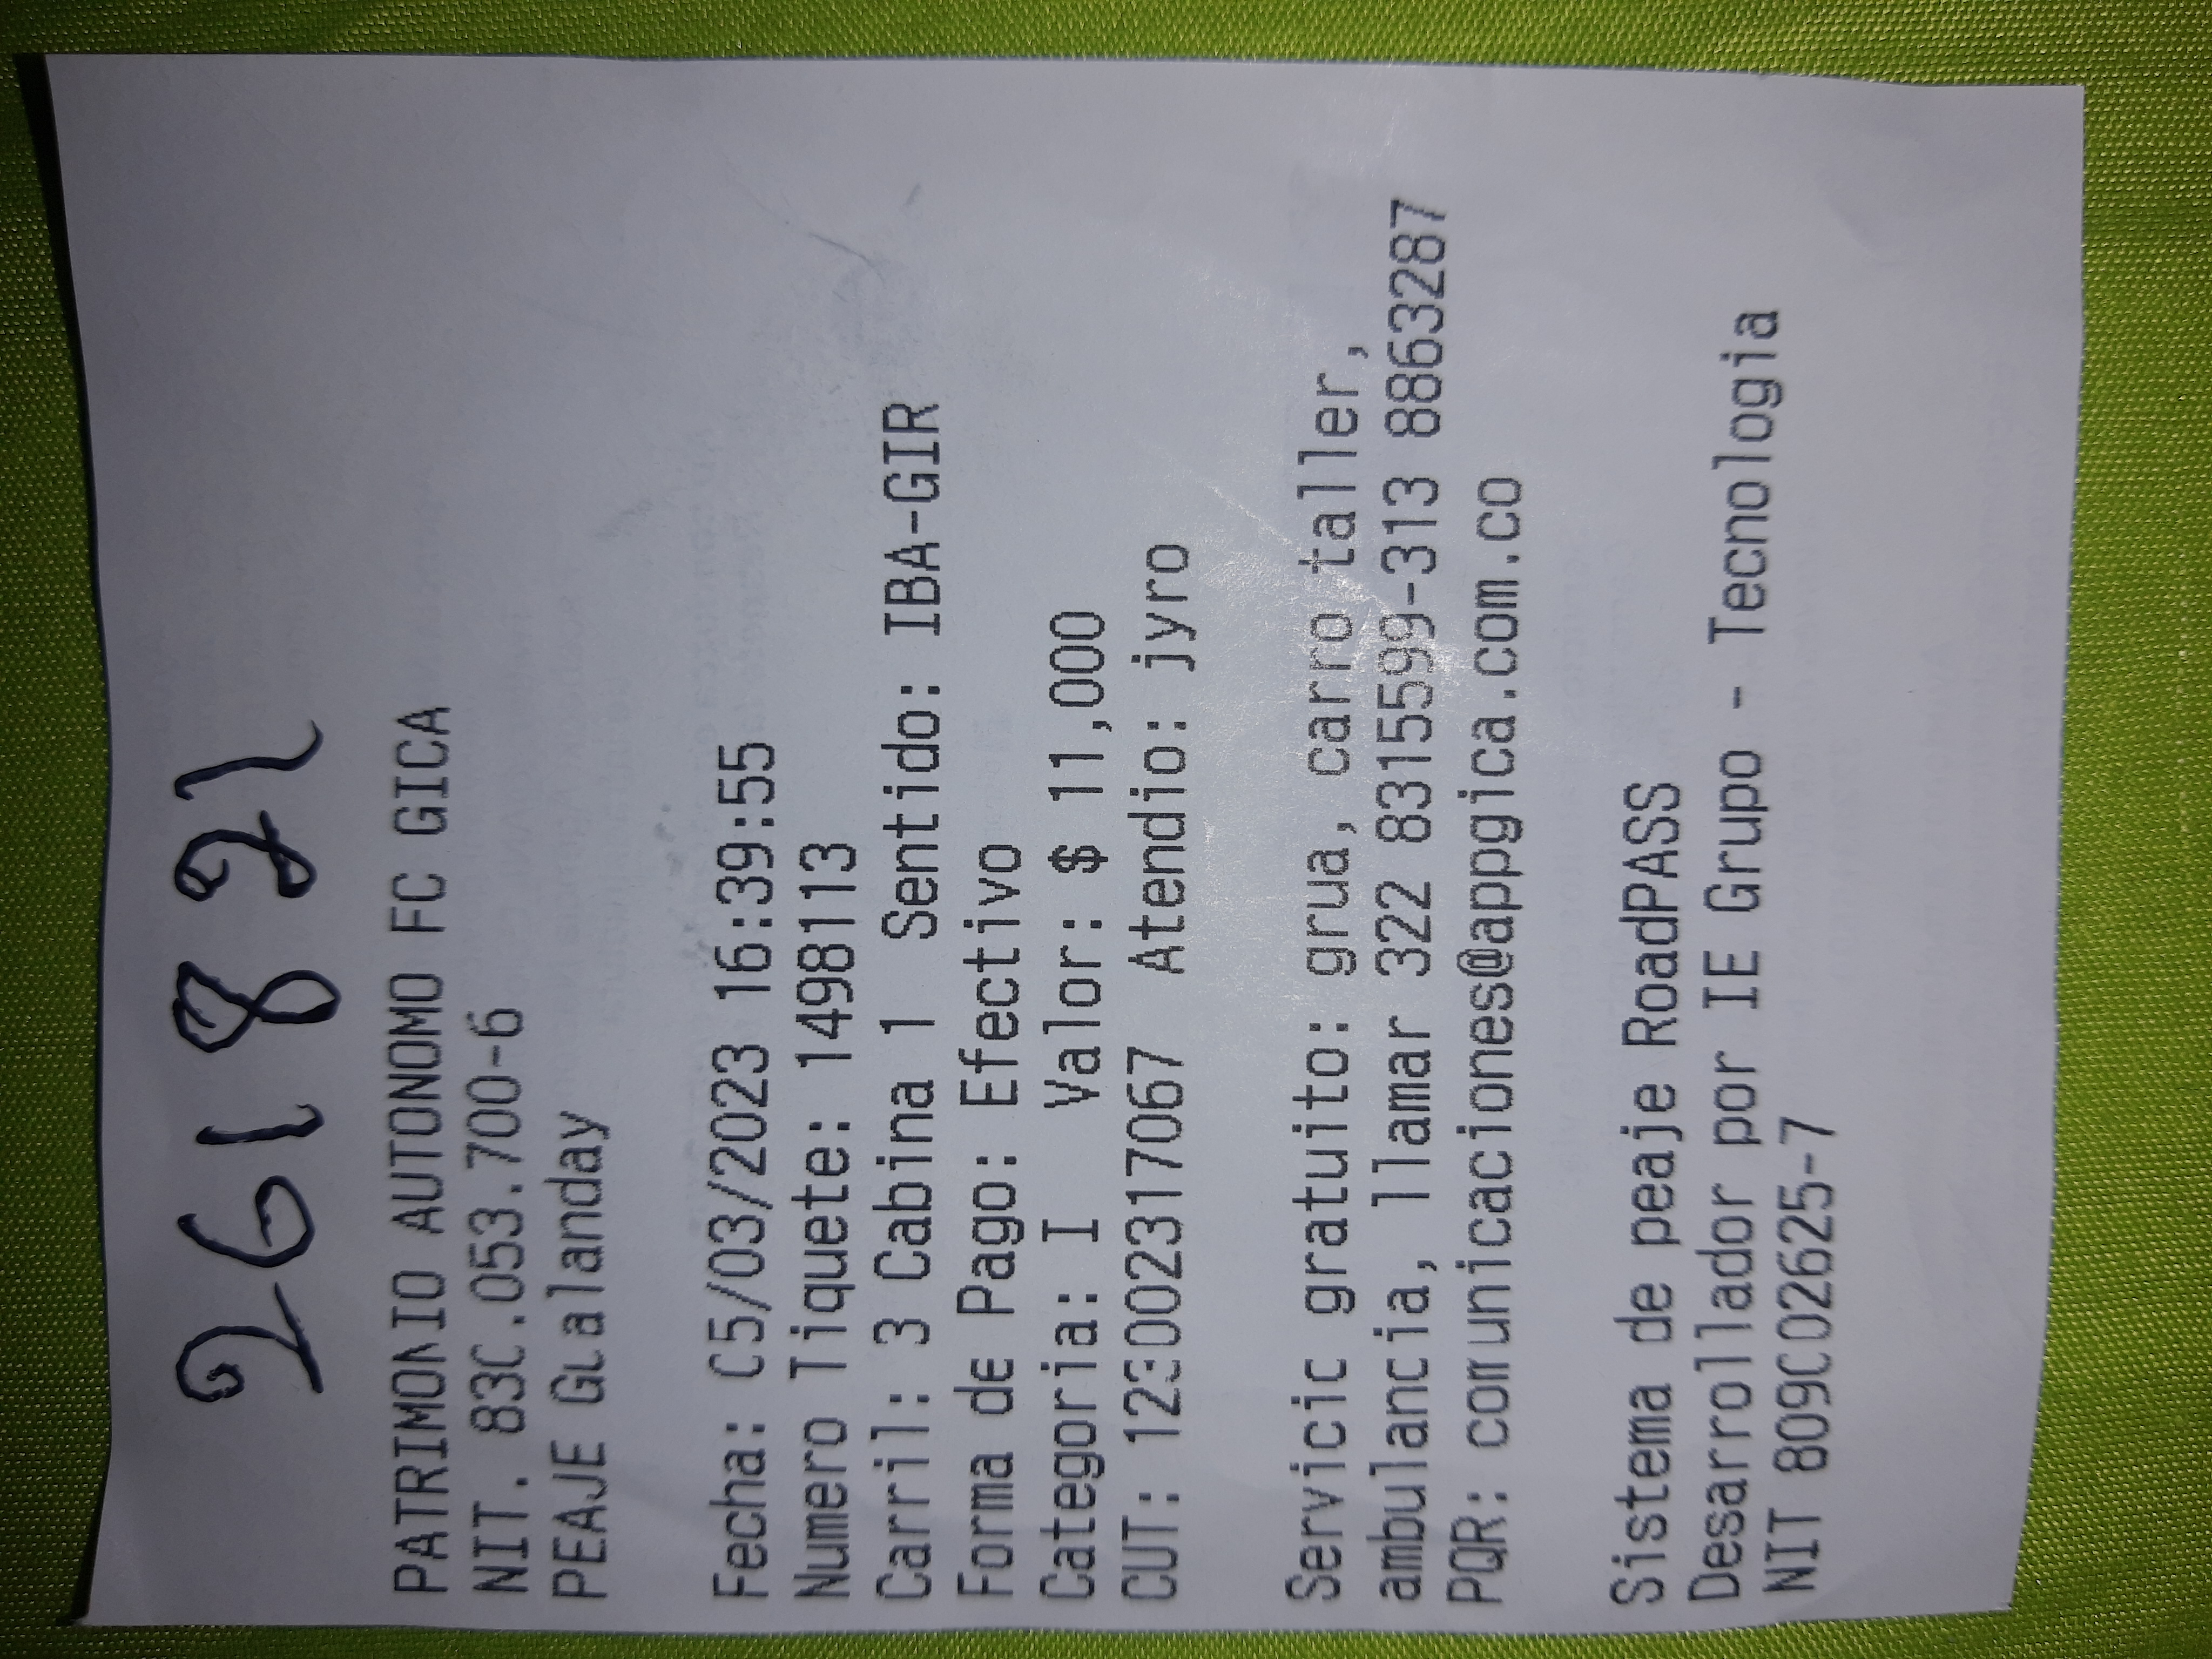 261822
PATRIMONIO AUTONOMO FC GICA
NIT. 830.053.700-6
PEAJE Gualanday
Fecha: 05/03/2023 16:39:55
Numero Tiquete: 1498113
Carril: 3 Cabina 1 Sentido: IBA-GIR
Forma de Pago: Efectivo
Categoria: I Valor: $ 11,000
CUT: Atendio: jyro
Servicio gratuito: grua, carro taller,
ambulancia, llamar 322 8315599-313 8863287
PQR: comunicaciones@appgica.com.co
Sistema de peaje RoadPASS
Desarrollador por IE Grupo - Tecnologia
NIT 809002625-7